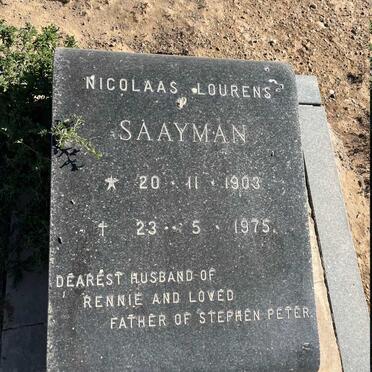 NICOLAAS LOURENS
SAAYMAN
* 20 · 11 · 1903
† 23 · 5 · 1975.
DEAREST HUSBAND OF
RENNIE AND LOVED
FATHER OF STEPHEN PETER.